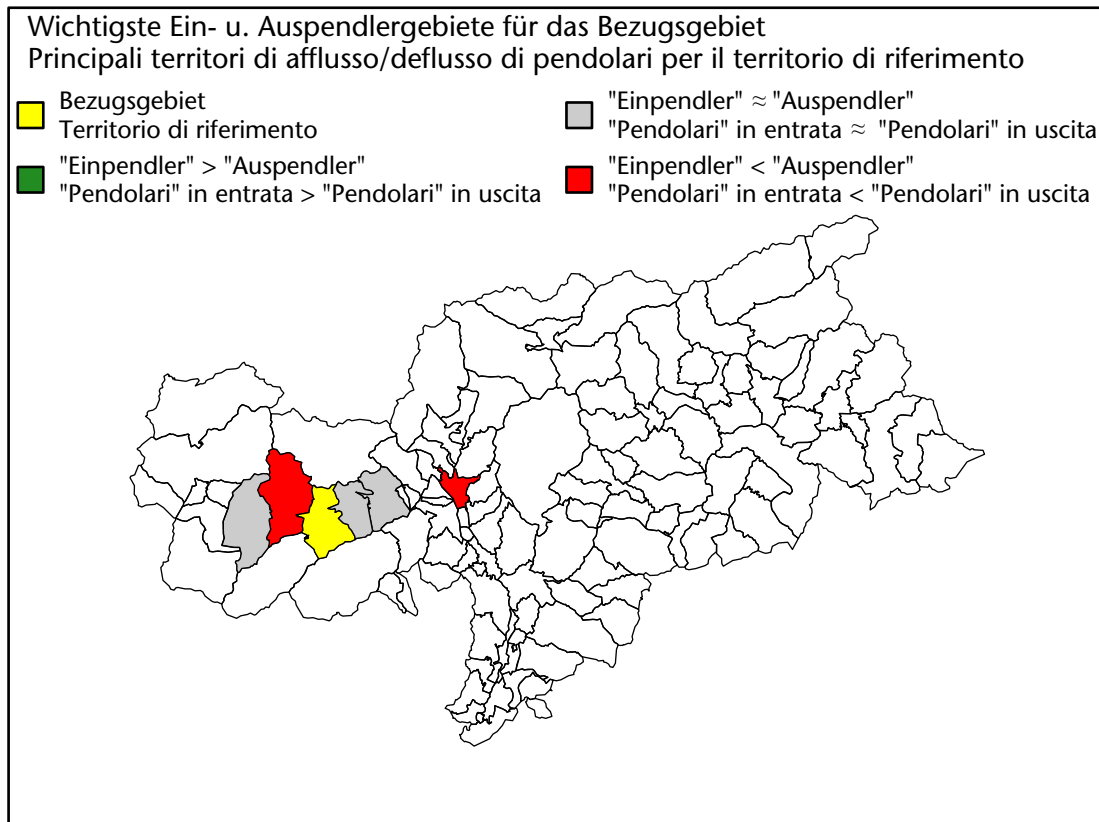 Wichtigste Ein- u. Auspendlergebiete für das Bezugsgebiet
Principali territori di afflusso/deflusso di pendolari per il territorio di riferimento
Bezugsgebiet
Territorio di riferimento
"Einpendler" > "Auspendler"
"Pendolari" in entrata > "Pendolari" in uscita
"Einpendler" ≈ "Auspendler"
"Pendolari" in entrata ≈ "Pendolari" in uscita
"Einpendler" < "Auspendler"
"Pendolari" in entrata < "Pendolari" in uscita